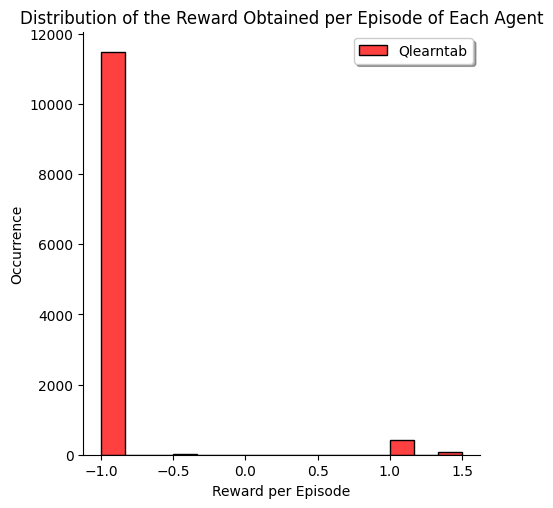 Distribution of the Reward Obtained per Episode of Each Agent
Qlearntab
12000
10000
8000
6000
4000
2000
0
Occurrence
−1.0 −0.5 0.0 0.5 1.0 1.5
Reward per Episode